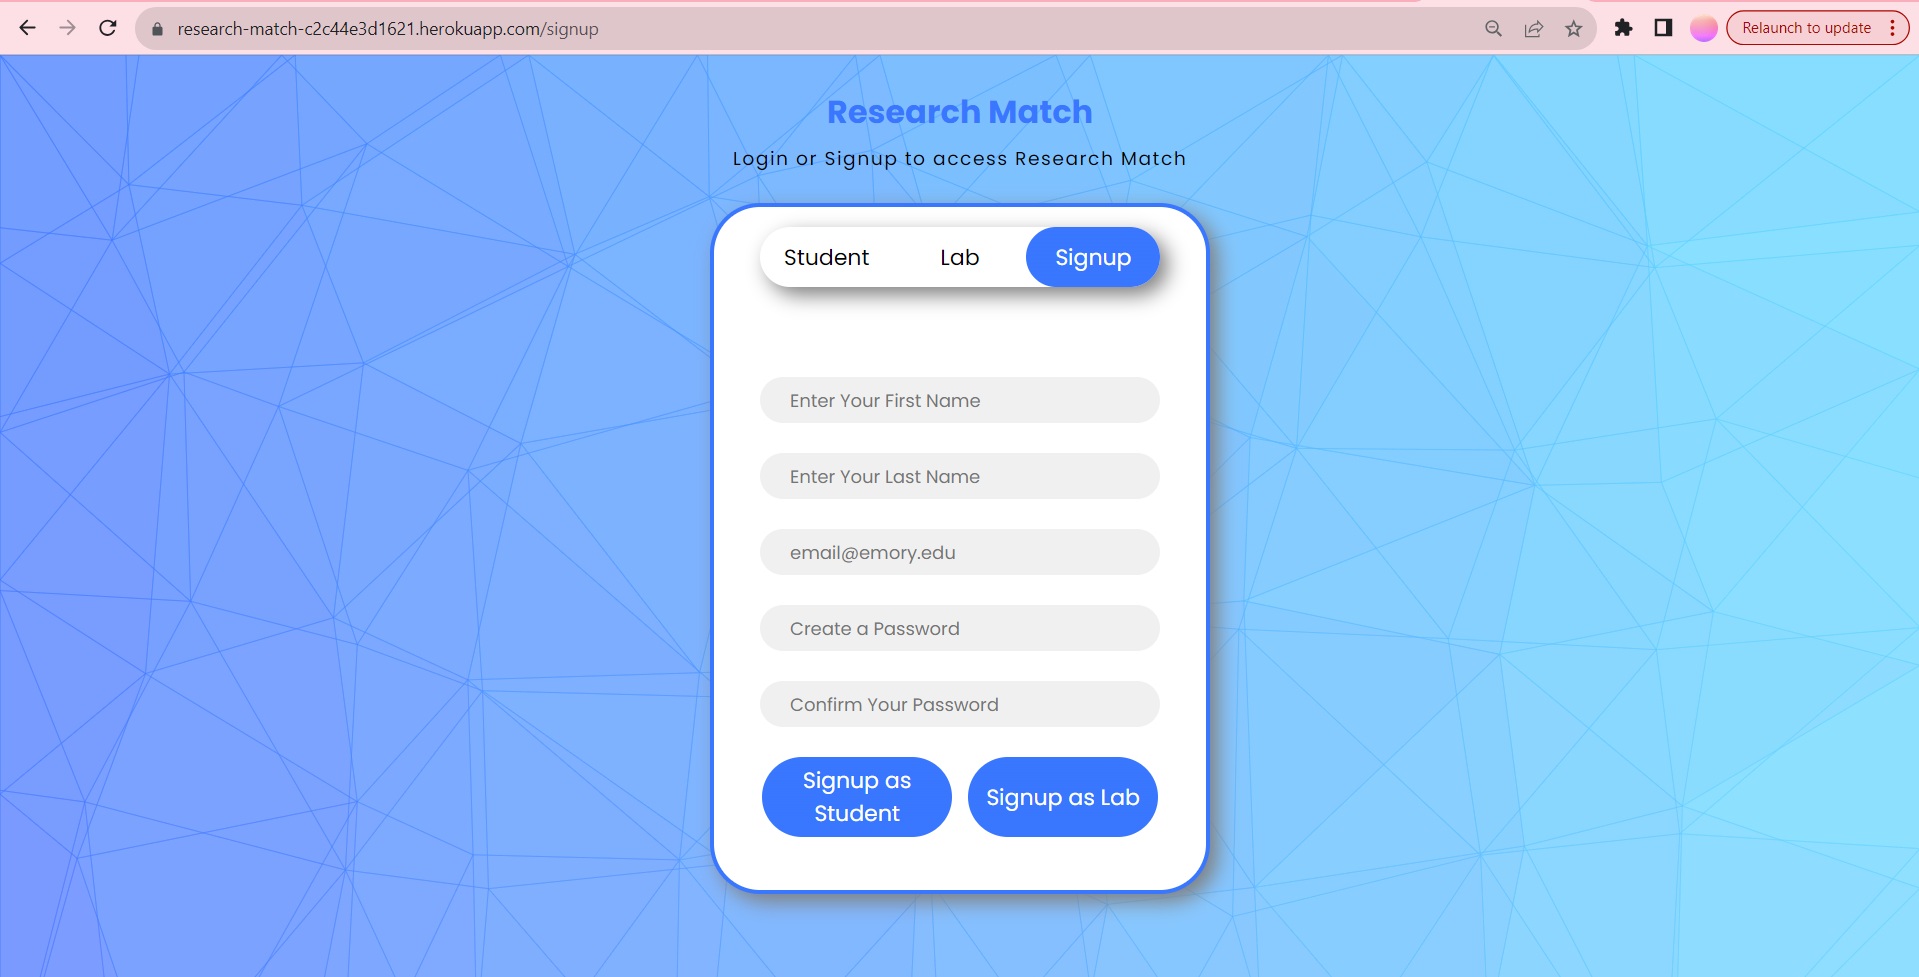 research-match-c2c44e3d1621.herokuapp.com/signup
Relaunch to update
Research Match
Login or Signup to access Research Match
Student
Lab
Signup
Enter Your First Name
Enter Your Last Name
email@emory.edu
Create a Password
Confirm Your Password
Signup as
Student
Signup as Lab